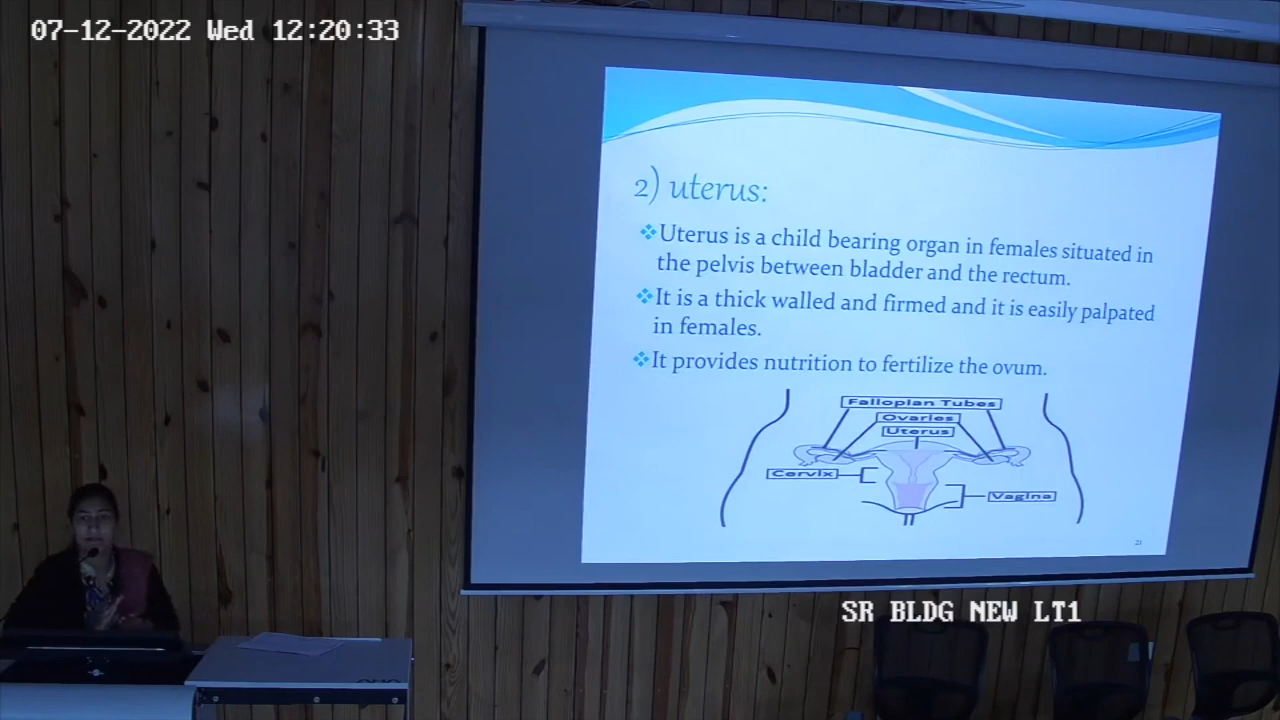 07-12-2022 Wed 12:20:33
2) uterus:
❖Uterus is a child bearing organ in females situated in
the pelvis between bladder and the rectum.
❖It is a thick walled and firmed and it is easily palpated
in females.
❖It provides nutrition to fertilize the ovum.
Fallopian Tubes
Ovaries
Uterus
Cervix
Vagina
21
SR BLDG NEW LT1